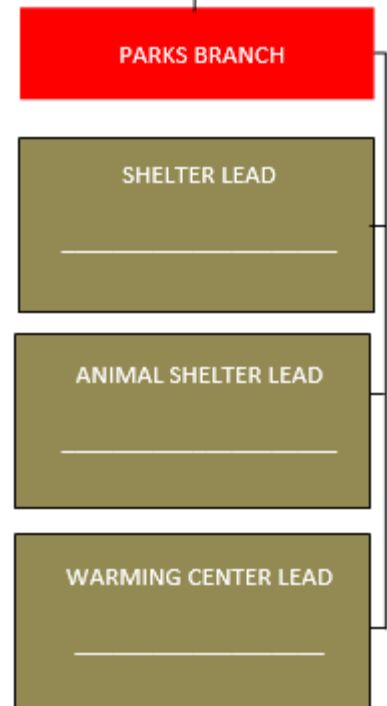 PARKS BRANCH
SHELTER LEAD
ANIMAL SHELTER LEAD
WARMING CENTER LEAD